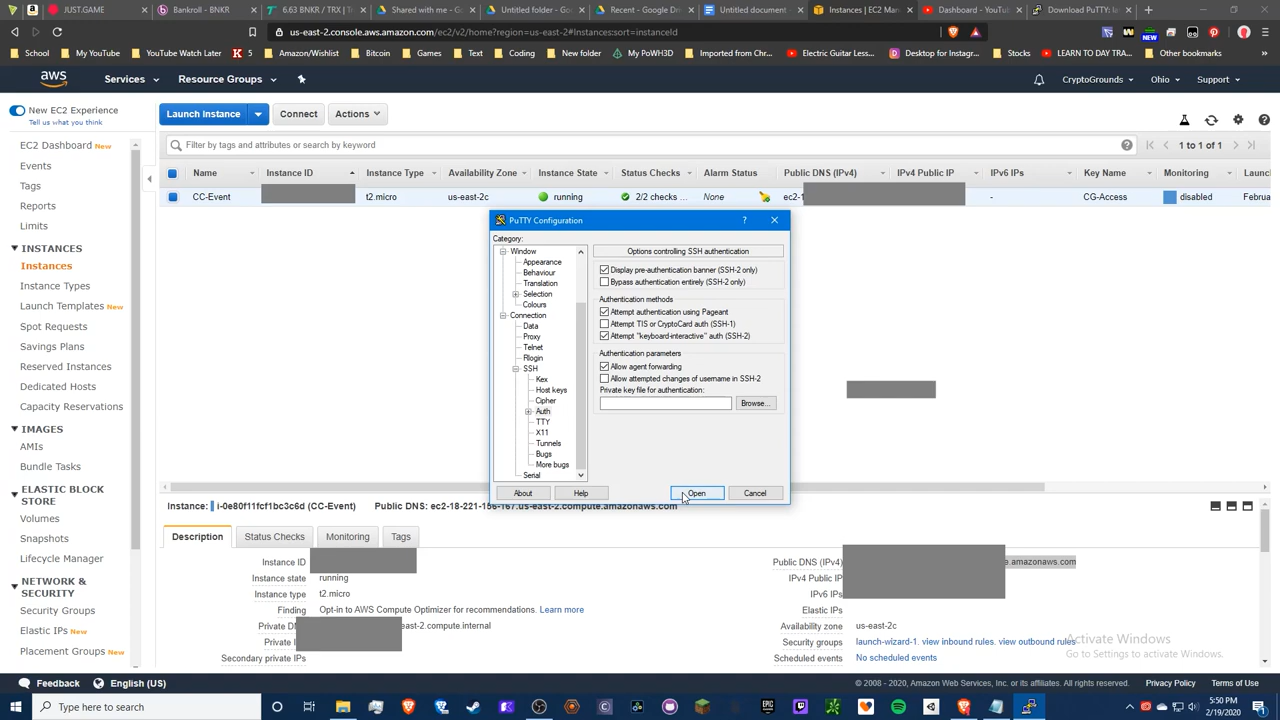 JUST.GAME
Bankroll - BNKR
6.63 BNKR / TRX | Tr
Shared with me - G
Untitled folder - Go
Recent - Google Dri
Untitled document
Instances | EC2 Man
Dashboard - YouTu
Download PuTTY: la
us-east-2.console.aws.amazon.com/ec2/v2/home?region=us-east-2#Instances:sort=instanceId
School
My YouTube
YouTube Watch Later
K 5
Amazon/Wishlist
Bitcoin
Games
Text
Coding
New folder
My PoWH3D
Imported from Chr...
Electric Guitar Less...
Desktop for Instagr...
Stocks
LEARN TO DAY TRA...
Other bookmarks
aws
Services
Resource Groups
CryptoGrounds
Ohio
Support
New EC2 Experience
Tell us what you think
Launch Instance
Connect
Actions
EC2 Dashboard New
Events
Tags
Reports
Limits
INSTANCES
Instances
Instance Types
Launch Templates New
Spot Requests
Savings Plans
Reserved Instances
Dedicated Hosts
Capacity Reservations
IMAGES
AMIs
Bundle Tasks
ELASTIC BLOCK
STORE
Volumes
Snapshots
Lifecycle Manager
NETWORK &
SECURITY
Security Groups
Elastic IPs New
Placement Groups New
Filter by tags and attributes or search by keyword
1 to 1 of 1
Name
Instance ID
Instance Type
Availability Zone
Instance State
Status Checks
Alarm Status
Public DNS (IPv4)
IPv4 Public IP
IPv6 IPs
Key Name
Monitoring
Launch
CC-Event
t2.micro
us-east-2c
running
2/2 checks ...
None
ec2-1
-
CG-Access
disabled
Februa
PuTTY Configuration
?
Category:
Window
Appearance
Behaviour
Translation
Selection
Colours
Connection
Data
Proxy
Telnet
Rlogin
SSH
Kex
Host keys
Cipher
Auth
TTY
X11
Tunnels
Bugs
More bugs
Serial
Options controlling SSH authentication
Display pre-authentication banner (SSH-2 only)
Bypass authentication entirely (SSH-2 only)
Authentication methods
Attempt authentication using Pageant
Attempt TIS or CryptoCard auth (SSH-1)
Attempt "keyboard-interactive" auth (SSH-2)
Authentication parameters
Allow agent forwarding
Allow attempted changes of username in SSH-2
Private key file for authentication:
Browse...
About
Help
Open
Cancel
Instance: i-0e80f11fcf1bc3c6d (CC-Event) Public DNS: ec2-18-221-156-167.us-east-2.compute.amazonaws.com
Description
Status Checks
Monitoring
Tags
Instance ID
Instance state running
Instance type t2.micro
Finding Opt-in to AWS Compute Optimizer for recommendations. Learn more
Private D
east-2.compute.internal
Private I
Secondary private IPs
Public DNS (IPv4)
e.amazonaws.com
IPv4 Public IP
IPv6 IPs
Elastic IPs
Availability zone us-east-2c
Security groups launch-wizard-1. view inbound rules. view outbound rules
Scheduled events No scheduled events
Activate Windows
Go to Settings to activate Windows.
Feedback
English (US)
© 2008 - 2020, Amazon Web Services, Inc. or its affiliates. All rights reserved.
Privacy Policy
Terms of Use
Type here to search
5:50 PM
2/19/2020